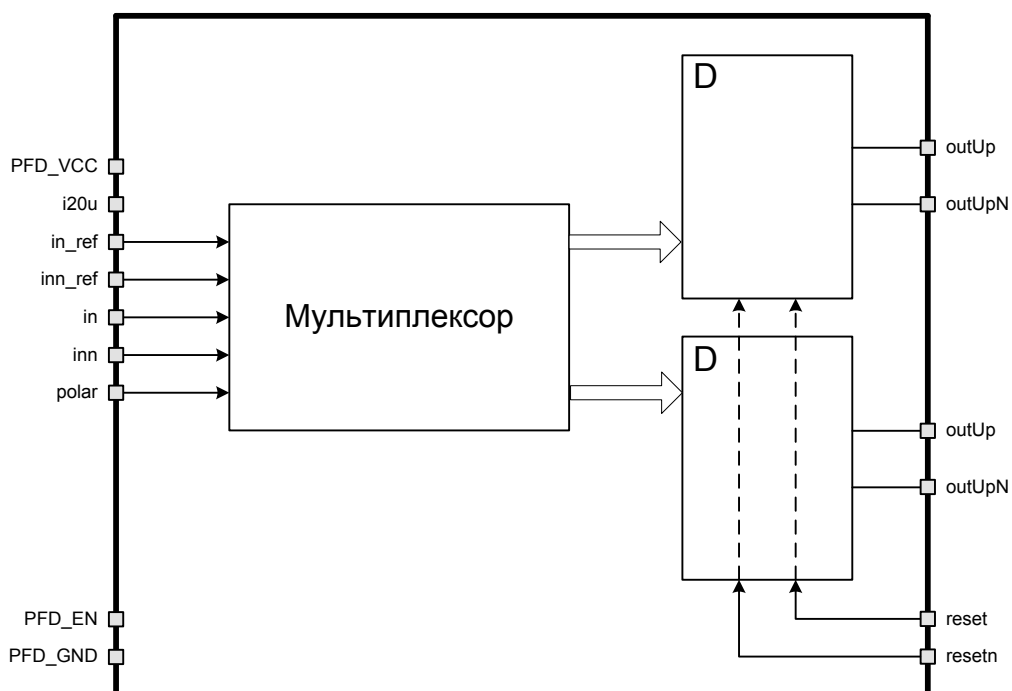 D
PFD_VCC
outUp
i20u
outUpN
in_ref
inn_ref
in
Мультиплексор
inn
D
polar
outUp
outUpN
PFD_EN
reset
PFD_GND
resetn